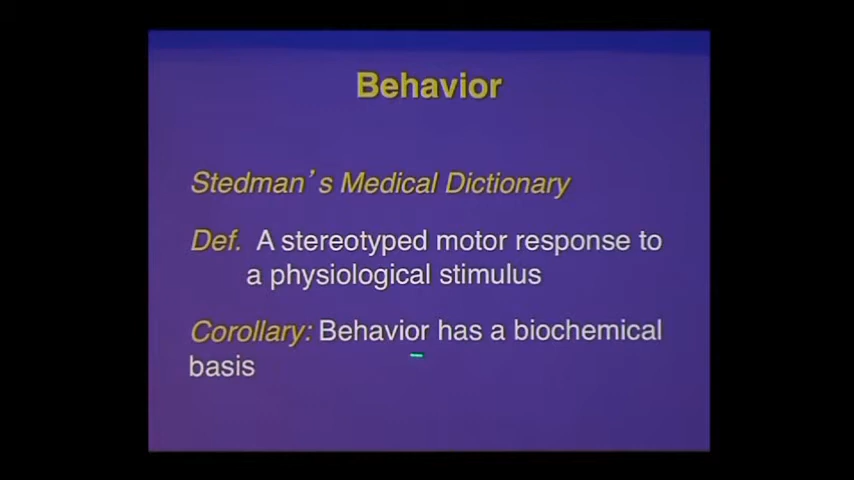 Behavior
Stedman's Medical Dictionary
Def. A stereotyped motor response to
a physiological stimulus
Corollary: Behavior has a biochemical
basis